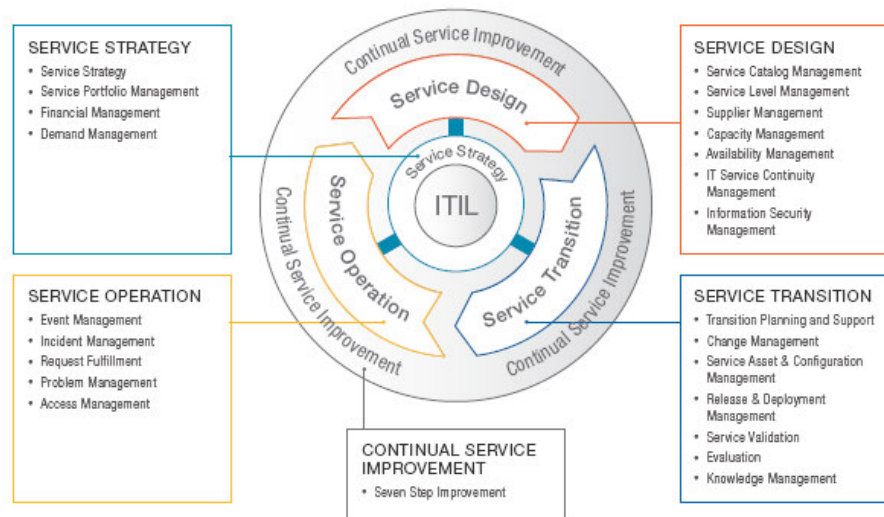 SERVICE STRATEGY
• Service Strategy
• Service Portfolio Management
• Financial Management
• Demand Management
SERVICE OPERATION
• Event Management
• Incident Management
• Request Fulfillment
• Problem Management
• Access Management
Continual Service Improvement
Service Design
Service Strategy
ITIL
Service Operation
Service Transition
Continual Service Improvement
Continual Service Improvement
CONTINUAL SERVICE
IMPROVEMENT
• Seven Step Improvement
SERVICE DESIGN
• Service Catalog Management
• Service Level Management
• Supplier Management
• Capacity Management
• Availability Management
• IT Service Continuity
Management
• Information Security
Management
SERVICE TRANSITION
• Transition Planning and Support
• Change Management
• Service Asset & Configuration
Management
• Release & Deployment
Management
• Service Validation
• Evaluation
• Knowledge Management